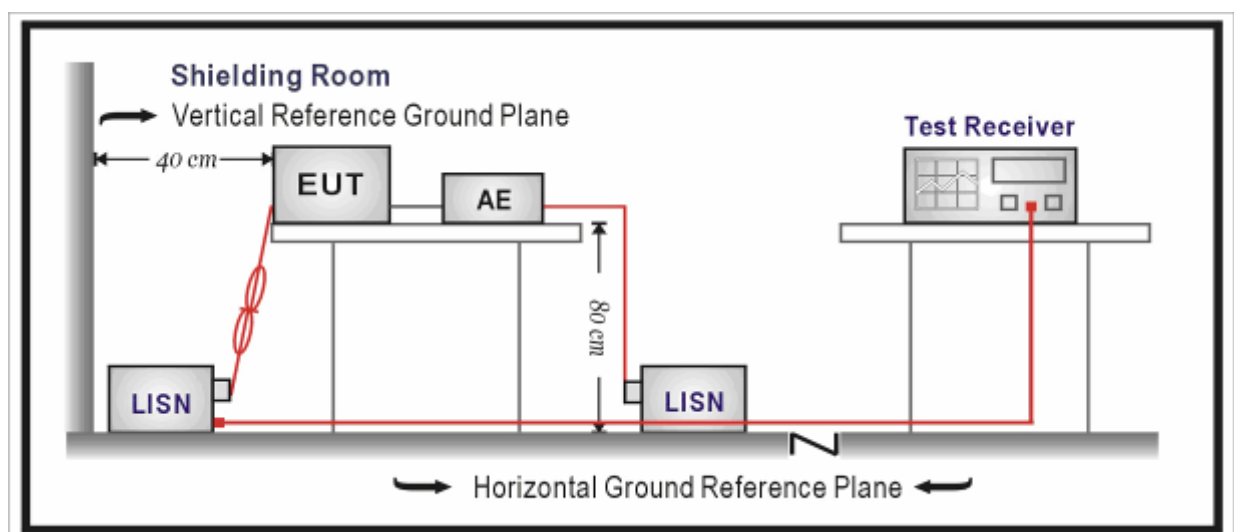 Shielding Room
Vertical Reference Ground Plane
40 cm
EUT
AE
Test Receiver
80 cm
LISN
LISN
Horizontal Ground Reference Plane